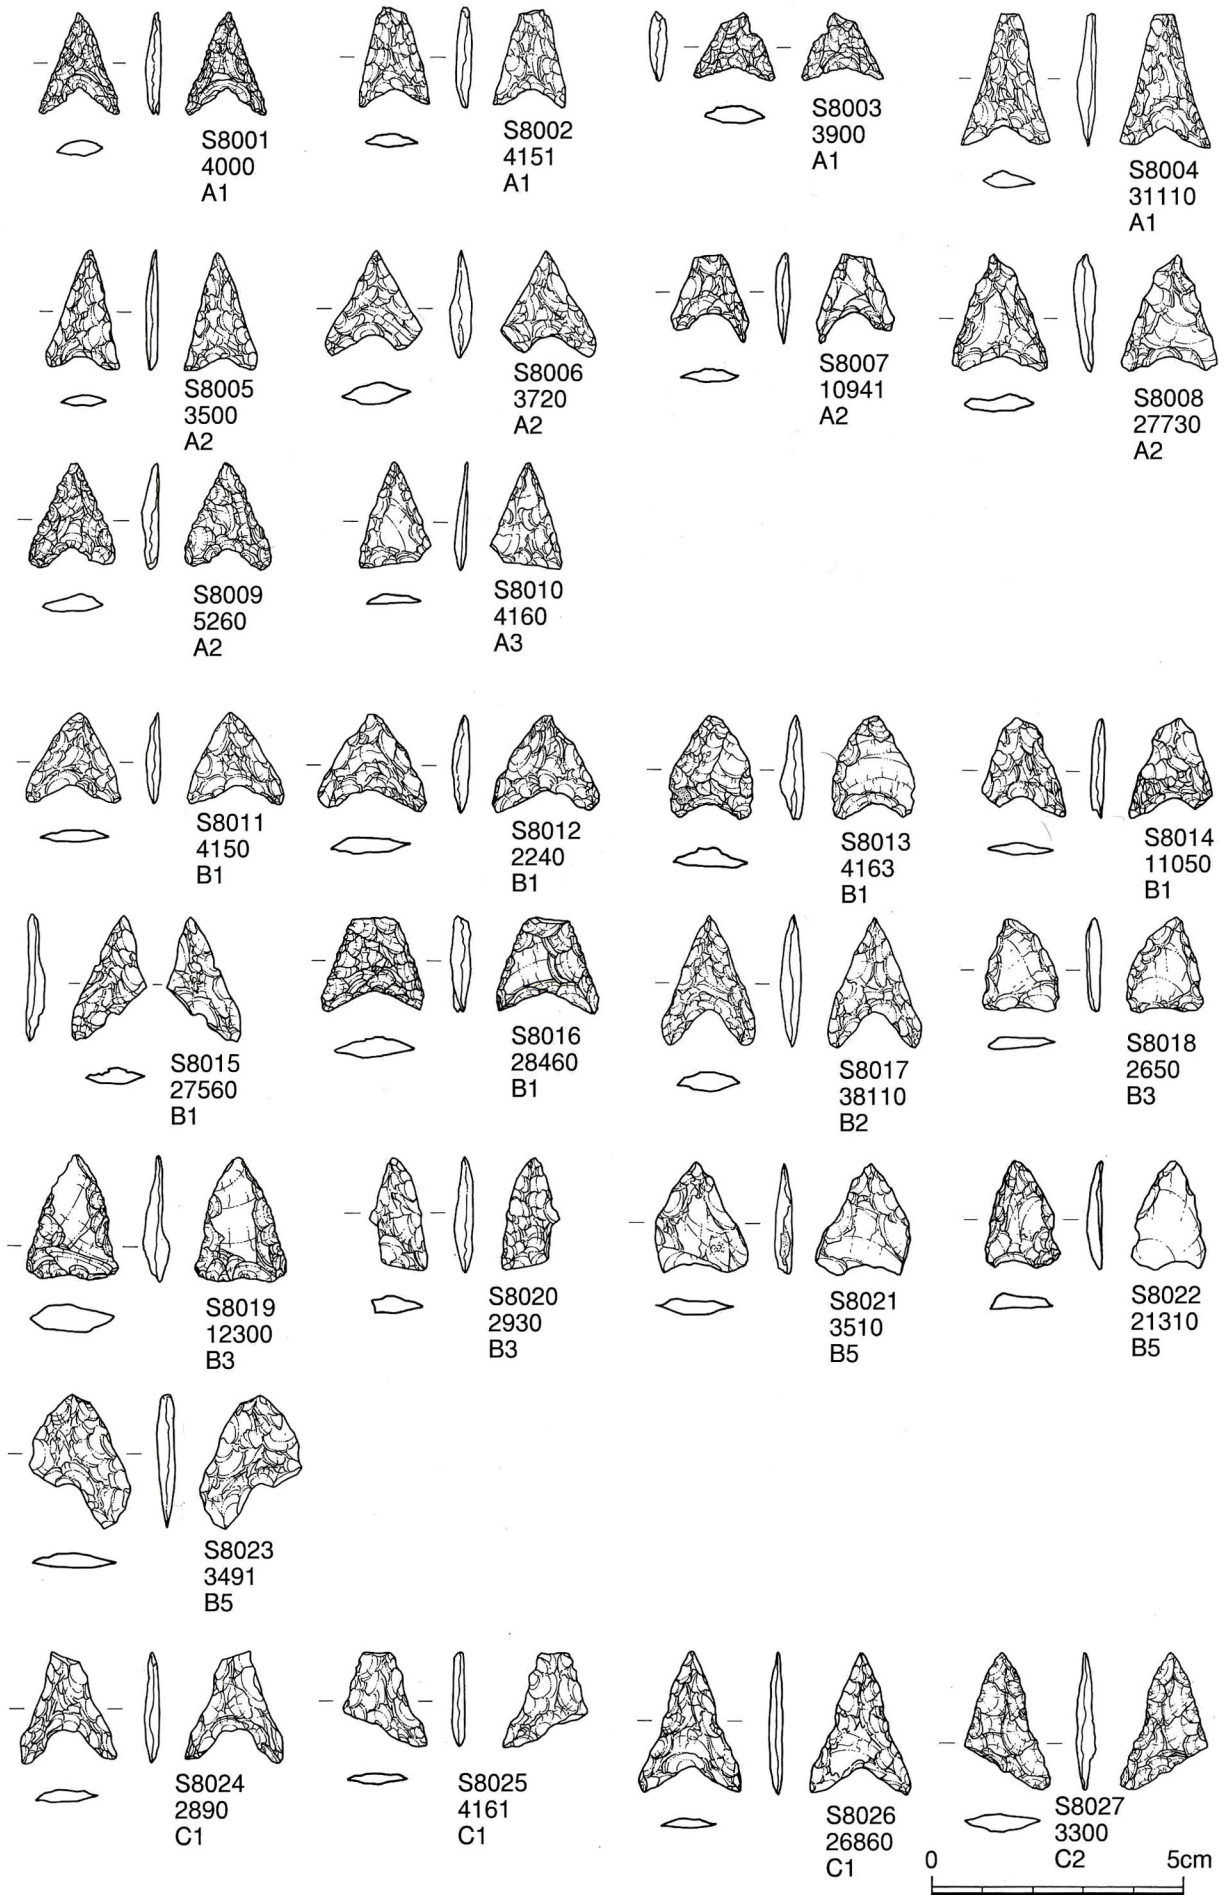 S8001
4000
A1
S8002
4151
A1
S8003
3900
A1
S8004
31110
A1
S8005
3500
A2
S8006
3720
A2
S8007
10941
A2
S8008
27730
A2
S8009
5260
A2
S8010
4160
A3
S8011
4150
B1
S8012
2240
B1
S8013
4163
B1
S8014
11050
B1
S8015
27560
B1
S8016
28460
B1
S8017
38110
B2
S8018
2650
B3
S8019
12300
B3
S8020
2930
B3
S8021
3510
B5
S8022
21310
B5
S8023
3491
B5
S8024
2890
C1
S8025
4161
C1
S8026
26860
C1
S8027
3300
C2
0 5cm